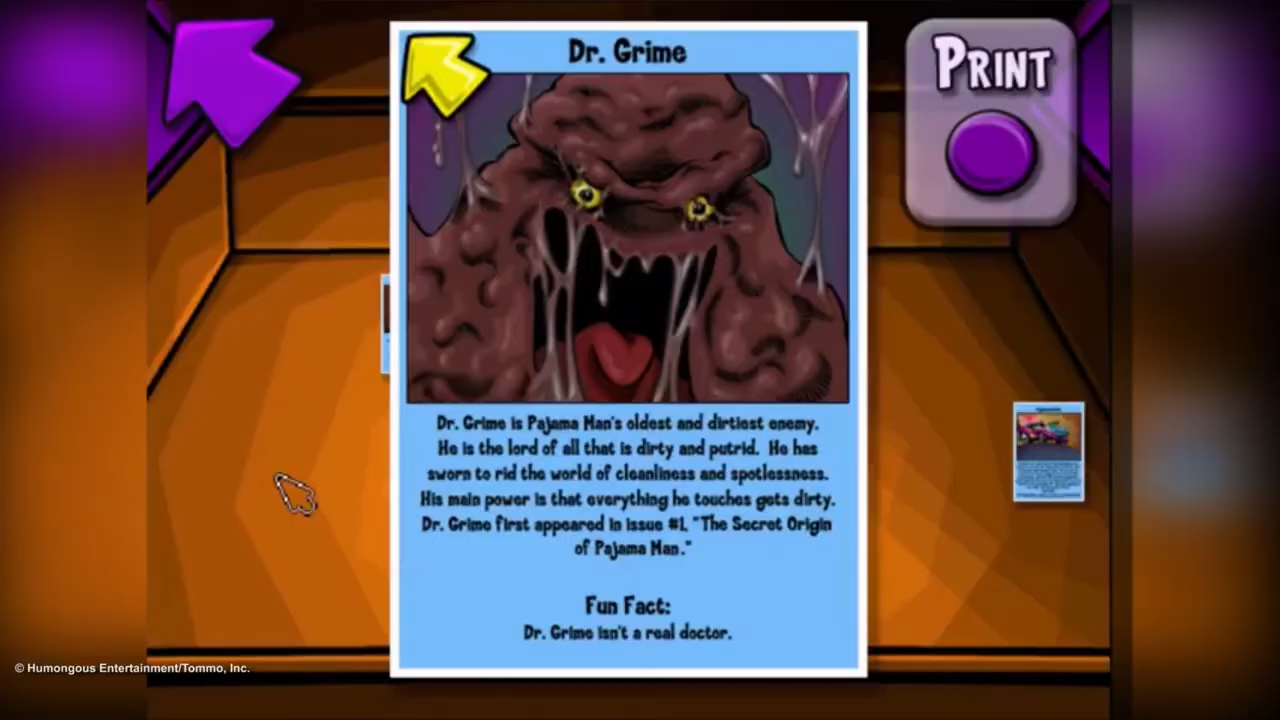 Dr. Grime
PRINT
Dr. Grime is Pajama Man's oldest and dirtiest enemy.
He is the lord of all that is dirty and putrid. He has
sworn to rid the world of cleanliness and spotlessness.
His main power is that everything he touches gets dirty.
Dr. Grime first appeared in issue #1, "The Secret Origin
of Pajama Man."
Fun Fact:
Dr. Grime isn't a real doctor.
© Humongous Entertainment/Tommo, Inc.